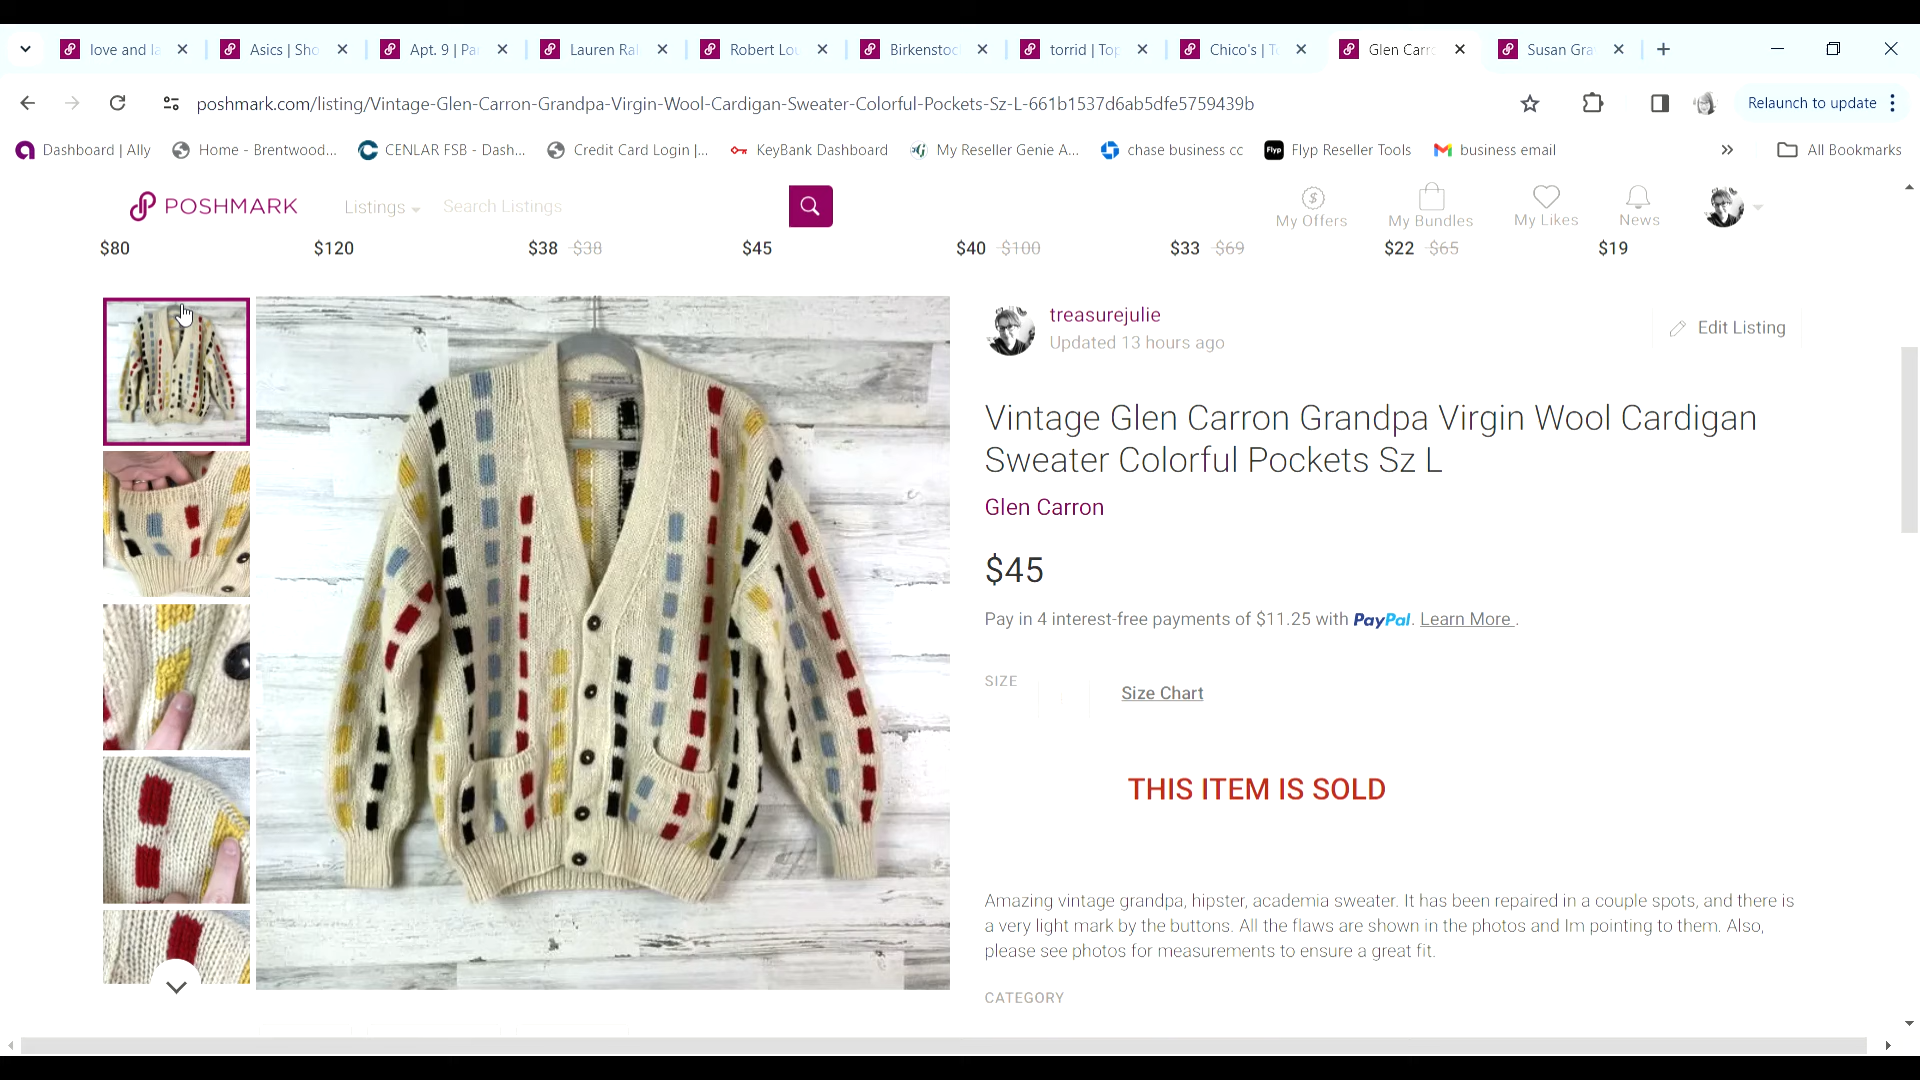 love and la
Asics | Sho
Apt. 9 | Pa
Lauren Ral
Robert Lou
Birkenstoc
torrid | Top
Chico's | T
Glen Carro
Susan Gra
poshmark.com/listing/Vintage-Glen-Carron-Grandpa-Virgin-Wool-Cardigan-Sweater-Colorful-Pockets-Sz-L-661b1537d6ab5dfe5759439b
Relaunch to update
Dashboard | Ally
Home - Brentwood...
CENLAR FSB - Dash...
Credit Card Login |...
KeyBank Dashboard
My Reseller Genie A...
chase business cc
Flyp
Flyp Reseller Tools
business email
All Bookmarks
POSHMARK
Listings
Search Listings
My Offers
My Bundles
My Likes
News
$80
$120
$38 $38
$45
$40 $100
$33 $69
$22 $65
$19
treasurejulie
Updated 13 hours ago
Edit Listing
Vintage Glen Carron Grandpa Virgin Wool Cardigan
Sweater Colorful Pockets Sz L
Glen Carron
$45
Pay in 4 interest-free payments of $11.25 with PayPal. Learn More .
SIZE
Size Chart
THIS ITEM IS SOLD
Amazing vintage grandpa, hipster, academia sweater. It has been repaired in a couple spots, and there is
a very light mark by the buttons. All the flaws are shown in the photos and Im pointing to them. Also,
please see photos for measurements to ensure a great fit.
CATEGORY